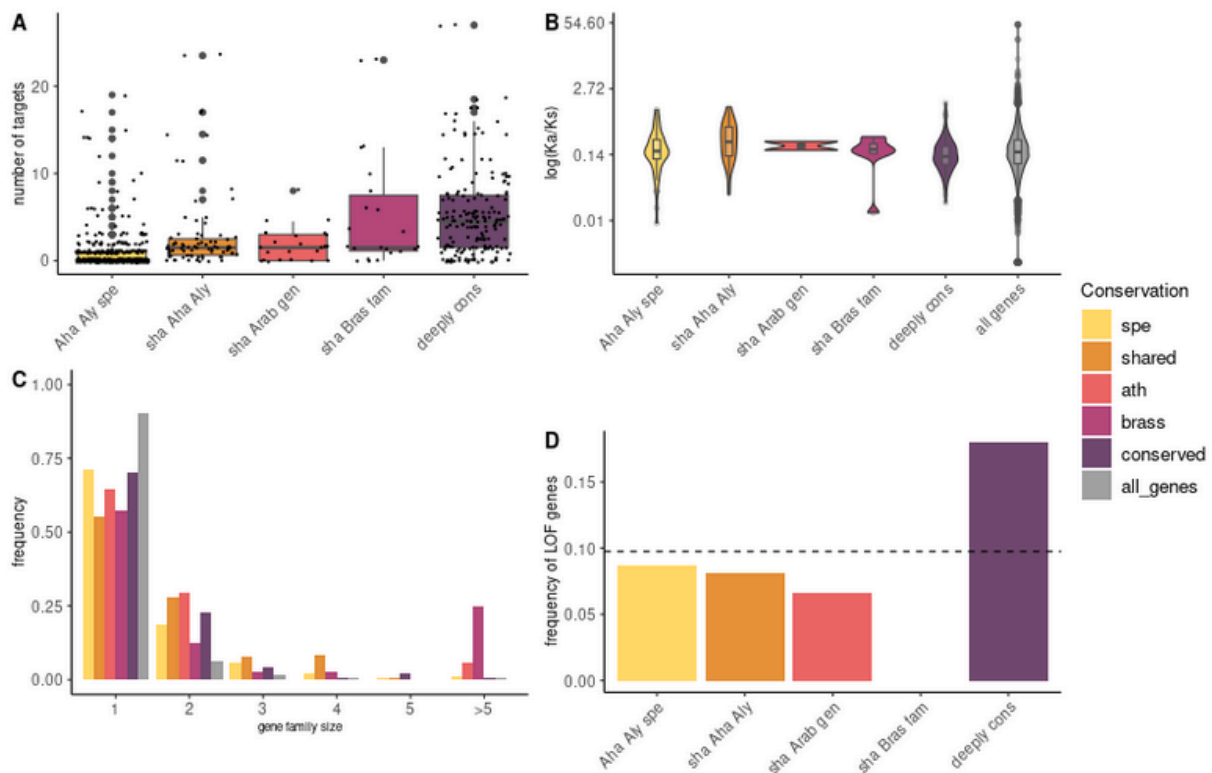 A
number of targets
20
10
0
Aha Aly spe
sha Aha Aly
sha Arab gen
sha Bras fam
deeply cons
B
log(Ka/Ks)
54.60
2.72
0.14
0.01
Aha Aly spe
sha Aha Aly
sha Arab gen
sha Bras fam
deeply cons
all genes
C
frequency
1.00
0.75
0.50
0.25
0.00
1
2
3
4
5
>5
gene family size
D
frequency of LOF genes
0.15
0.10
0.05
0.00
Aha Aly spe
sha Aha Aly
sha Arab gen
sha Bras fam
deeply cons
Conservation
spe
shared
ath
brass
conserved
all_genes